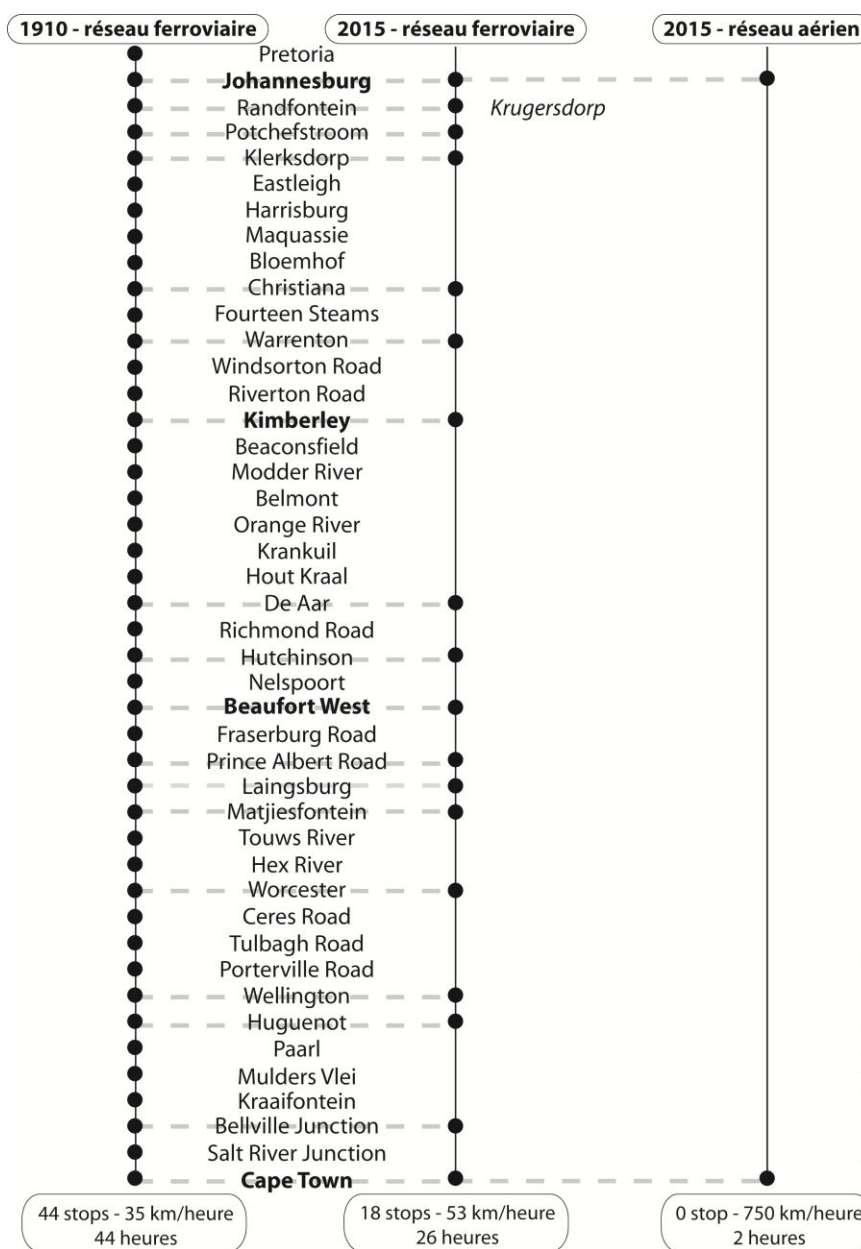 1910 - réseau ferroviaire
2015 - réseau ferroviaire
2015 - réseau aérien
Pretoria
Johannesburg
Randfontein
Krugersdorp
Potchefstroom
Klerksdorp
Eastleigh
Harrisburg
Maquassie
Bloemhof
Christiana
Fourteen Steams
Warrenton
Windsorton Road
Riverton Road
Kimberley
Beaconsfield
Modder River
Belmont
Orange River
Krankuil
Hout Kraal
De Aar
Richmond Road
Hutchinson
Nelspoort
Beaufort West
Fraserburg Road
Prince Albert Road
Laingsburg
Matjiesfontein
Touws River
Hex River
Worcester
Ceres Road
Tulbagh Road
Porterville Road
Wellington
Huguenot
Paarl
Mulders Vlei
Kraaifontein
Bellville Junction
Salt River Junction
Cape Town
44 stops - 35 km/heure
44 heures
18 stops - 53 km/heure
26 heures
0 stop - 750 km/heure
2 heures